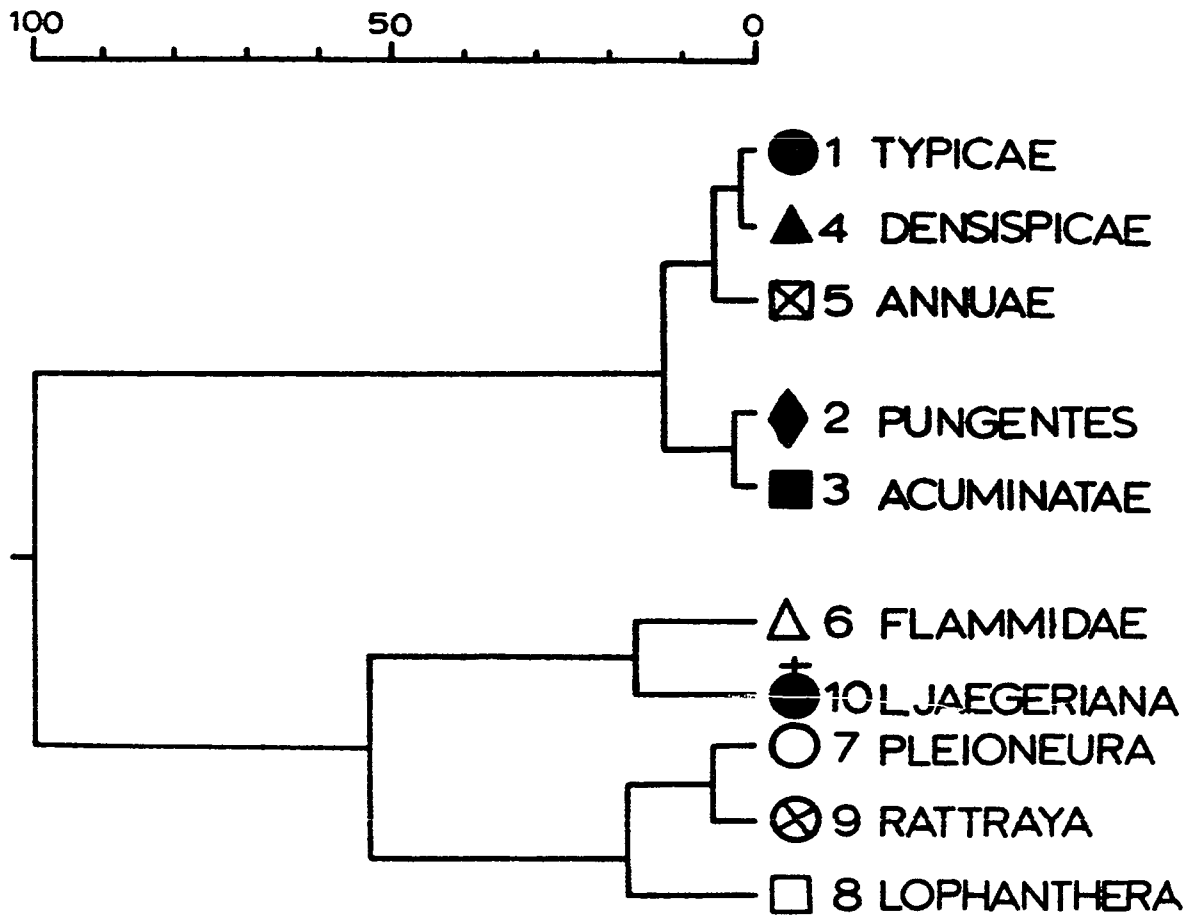 100 50 0
1 TYPICAE
4 DENSISPICAE
5 ANNUAE
2 PUNGENTES
3 ACUMINATAE
6 FLAMMIDAE
10 L JAEGERIANA
7 PLEIONEURA
9 RATTRAYA
8 LOPHANTHERA